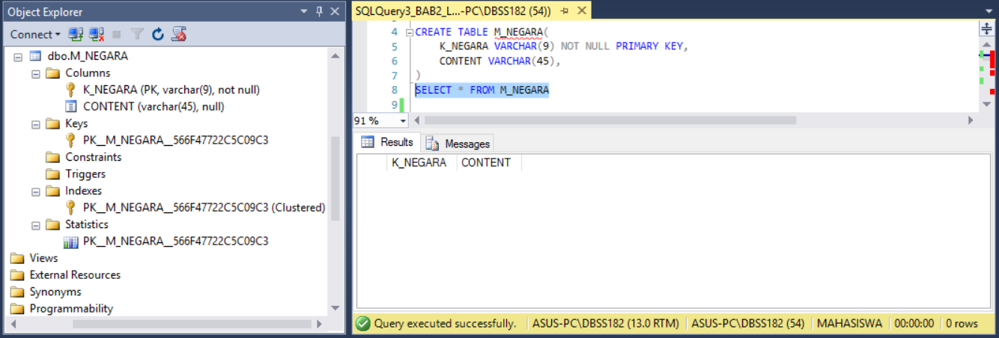 Object Explorer
Connect
dbo.M_NEGARA
Columns
K_NEGARA (PK, varchar(9), not null)
CONTENT (varchar(45), null)
Keys
PK__M_NEGARA__566F47722C5C09C3
Constraints
Triggers
Indexes
PK__M_NEGARA__566F47722C5C09C3 (Clustered)
Statistics
PK__M_NEGARA__566F47722C5C09C3
Views
External Resources
Synonyms
Programmability
SQLQuery3_BAB2_L...-PC\DBSS182 (54))
4 CREATE TABLE M_NEGARA(
5 K_NEGARA VARCHAR(9) NOT NULL PRIMARY KEY,
6 CONTENT VARCHAR(45),
7 )
8 SELECT * FROM M_NEGARA
9
91 %
Results Messages
K_NEGARA CONTENT
Query executed successfully. ASUS-PC\DBSS182 (13.0 RTM) ASUS-PC\DBSS182 (54) MAHASISWA 00:00:00 0 rows